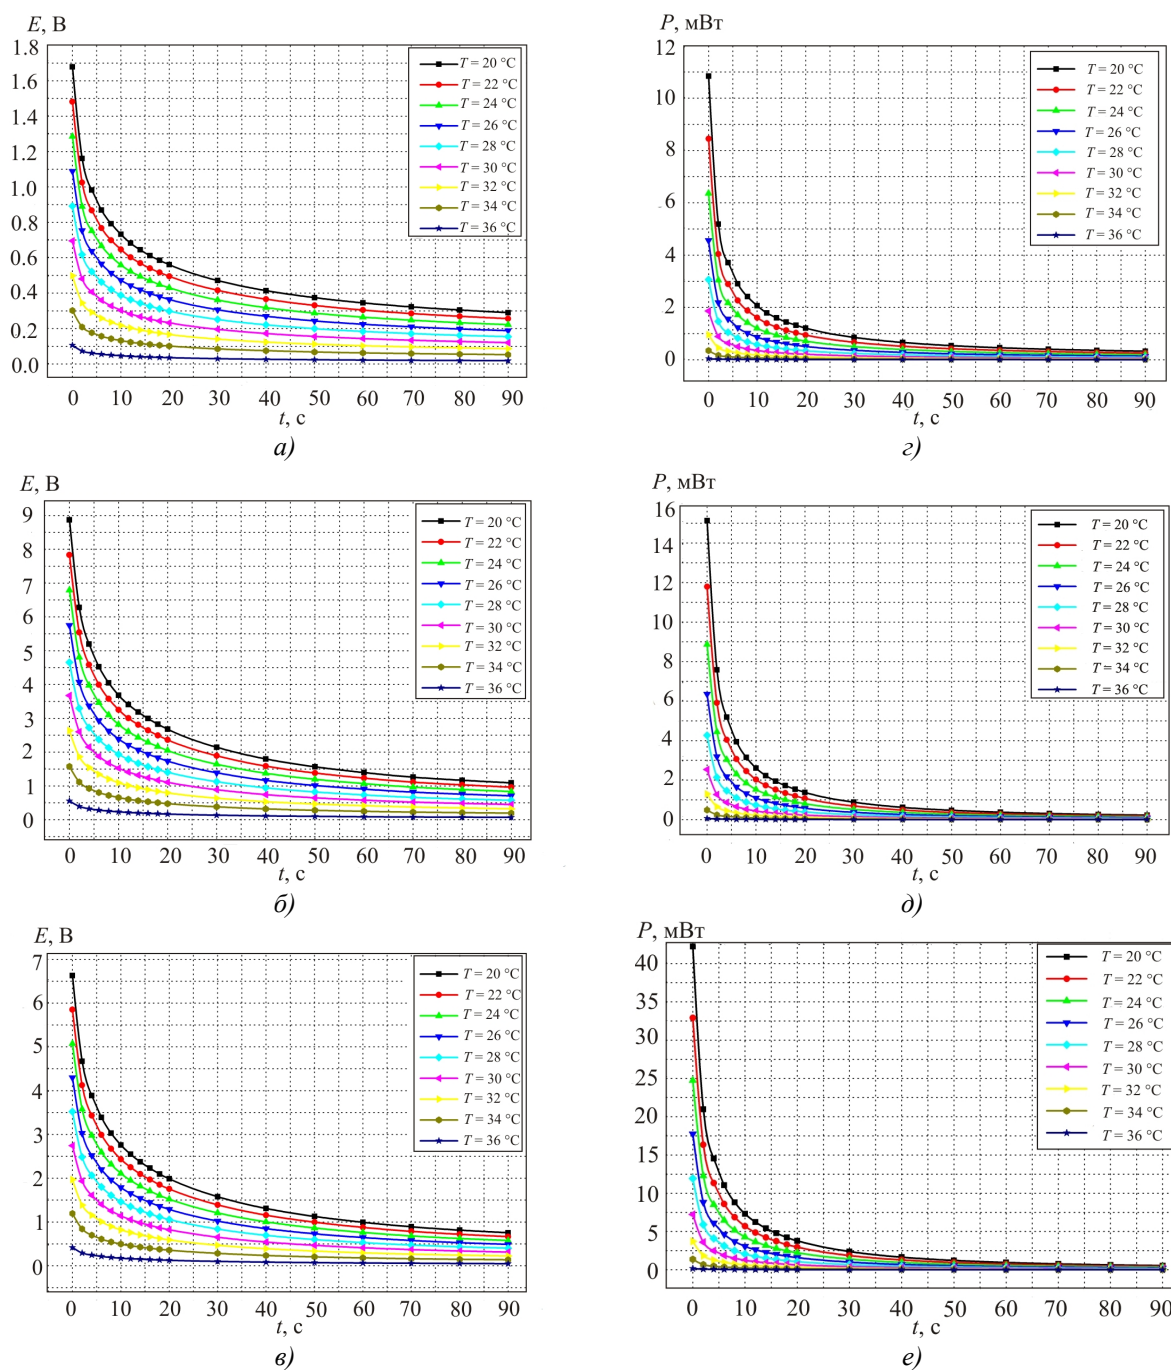 E, В
1.8
1.6
1.4
1.2
1.0
0.8
0.6
0.4
0.2
0.0
T = 20 °C
T = 22 °C
T = 24 °C
T = 26 °C
T = 28 °C
T = 30 °C
T = 32 °C
T = 34 °C
T = 36 °C
0 10 20 30 40 50 60 70 80 90
t, с
а)
P, мВт
12
10
8
6
4
2
0
T = 20 °C
T = 22 °C
T = 24 °C
T = 26 °C
T = 28 °C
T = 30 °C
T = 32 °C
T = 34 °C
T = 36 °C
0 10 20 30 40 50 60 70 80 90
t, с
г)
E, В
9
8
7
6
5
4
3
2
1
0
T = 20 °C
T = 22 °C
T = 24 °C
T = 26 °C
T = 28 °C
T = 30 °C
T = 32 °C
T = 34 °C
T = 36 °C
0 10 20 30 40 50 60 70 80 90
t, с
б)
P, мВт
16
14
12
10
8
6
4
2
0
T = 20 °C
T = 22 °C
T = 24 °C
T = 26 °C
T = 28 °C
T = 30 °C
T = 32 °C
T = 34 °C
T = 36 °C
0 10 20 30 40 50 60 70 80 90
t, с
д)
E, В
7
6
5
4
3
2
1
0
T = 20 °C
T = 22 °C
T = 24 °C
T = 26 °C
T = 28 °C
T = 30 °C
T = 32 °C
T = 34 °C
T = 36 °C
0 10 20 30 40 50 60 70 80 90
t, с
в)
P, мВт
40
35
30
25
20
15
10
5
0
T = 20 °C
T = 22 °C
T = 24 °C
T = 26 °C
T = 28 °C
T = 30 °C
T = 32 °C
T = 34 °C
T = 36 °C
0 10 20 30 40 50 60 70 80 90
t, с
е)